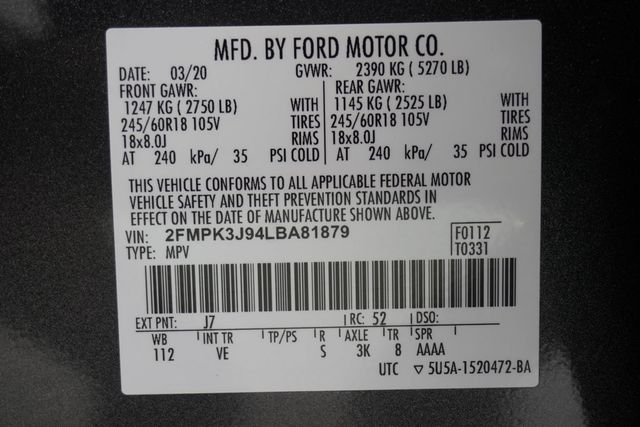 MFD. BY FORD MOTOR CO.
DATE: 03/20 GVWR: 2390 KG ( 5270 LB)
FRONT GAWR: REAR GAWR:
1247 KG ( 2750 LB) WITH 1145 KG ( 2525 LB) WITH
245/60R18 105V TIRES 245/60R18 105V TIRES
18x8.0J RIMS 18x8.0J RIMS
AT 240 kPa/ 35 PSI COLD AT 240 kPa/ 35 PSI COLD
THIS VEHICLE CONFORMS TO ALL APPLICABLE FEDERAL MOTOR
VEHICLE SAFETY AND THEFT PREVENTION STANDARDS IN
EFFECT ON THE DATE OF MANUFACTURE SHOWN ABOVE.
VIN: 2FMPK3J94LBA81879 F0112
TYPE: MPV T0331
EXT PNT: J7 RC: 52 DSO:
WB INT TR TP/PS R AXLE TR SPR
112 VE S 3K 8 AAAA
UTC ▽ 5U5A-1520472-BA